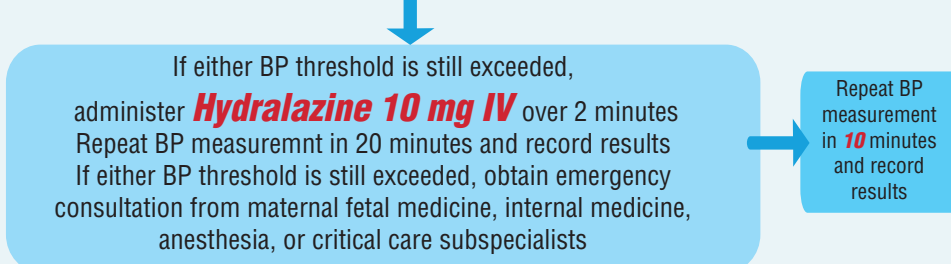 If either BP threshold is still exceeded,
administer Hydralazine 10 mg IV over 2 minutes
Repeat BP measuremnt in 20 minutes and record results
If either BP threshold is still exceeded, obtain emergency
consultation from maternal fetal medicine, internal medicine,
anesthesia, or critical care subspecialists
Repeat BP
measurement
in 10 minutes
and record
results